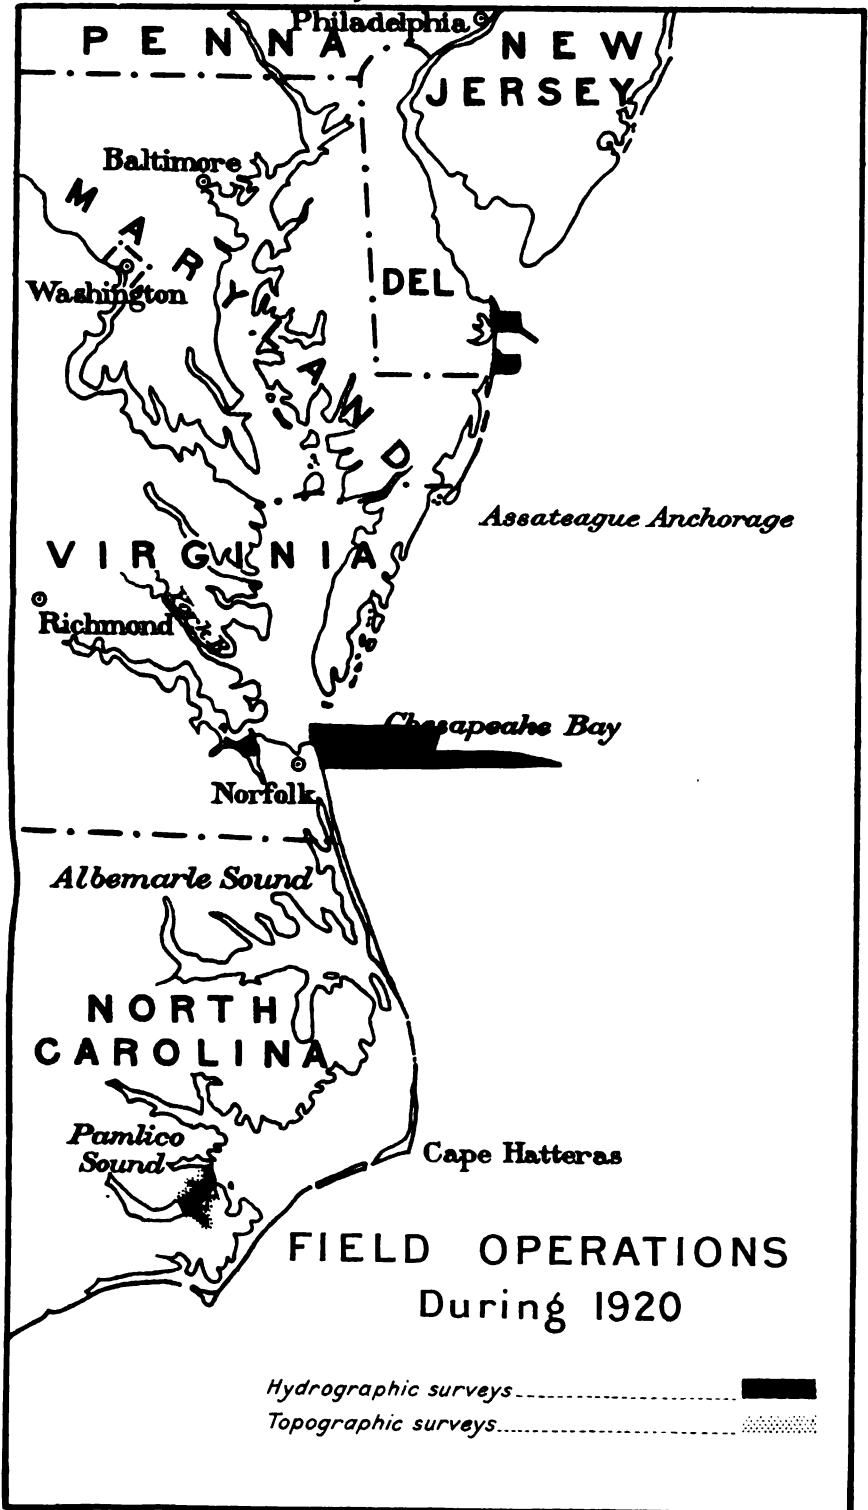 Philadelphia
PENNA
NEW
JERSEY
Baltimore
MARYLAND
Washington
DEL
Assateague Anchorage
VIRGINIA
York R
Richmond
Chesapeake Bay
Norfolk
Albemarle Sound
NORTH
CAROLINA
Pamlico
Sound
Cape Hatteras
FIELD OPERATIONS
During 1920
Hydrographic surveys
Topographic surveys